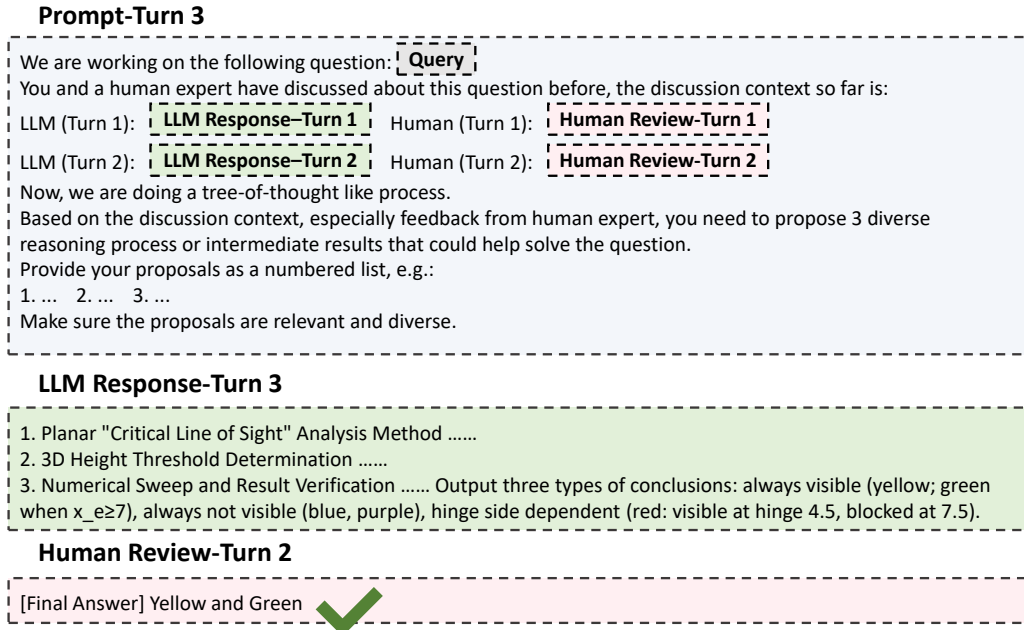 Prompt-Turn 3
We are working on the following question: Query
You and a human expert have discussed about this question before, the discussion context so far is:
LLM (Turn 1): LLM Response–Turn 1 Human (Turn 1): Human Review-Turn 1
LLM (Turn 2): LLM Response–Turn 2 Human (Turn 2): Human Review-Turn 2
Now, we are doing a tree-of-thought like process.
Based on the discussion context, especially feedback from human expert, you need to propose 3 diverse
reasoning process or intermediate results that could help solve the question.
Provide your proposals as a numbered list, e.g.:
1. ... 2. ... 3. ...
Make sure the proposals are relevant and diverse.
LLM Response-Turn 3
1. Planar "Critical Line of Sight" Analysis Method ......
2. 3D Height Threshold Determination ......
3. Numerical Sweep and Result Verification ...... Output three types of conclusions: always visible (yellow; green
when x_e≥7), always not visible (blue, purple), hinge side dependent (red: visible at hinge 4.5, blocked at 7.5).
Human Review-Turn 2
[Final Answer] Yellow and Green